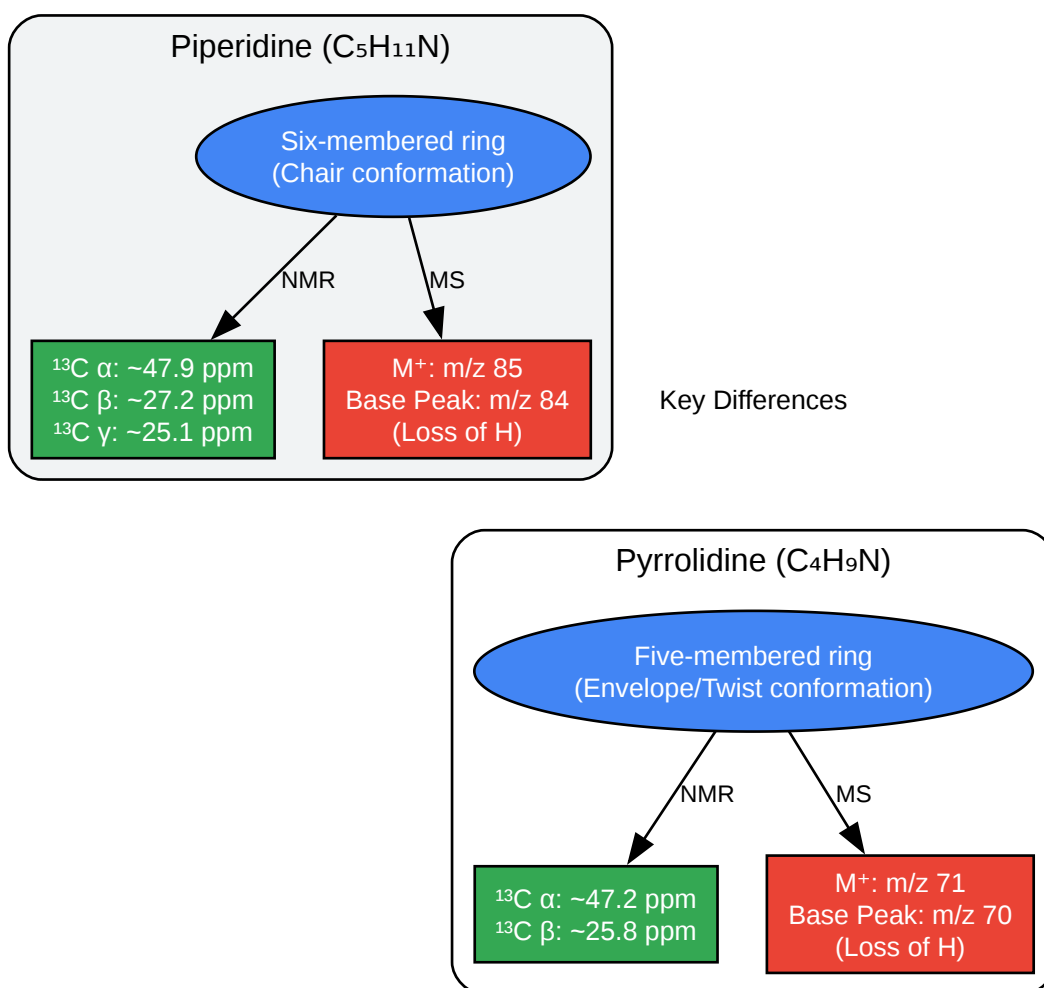 Piperidine (C₅H₁₁N)
Six-membered ring
(Chair conformation)
NMR
MS
¹³C α: ~47.9 ppm
¹³C β: ~27.2 ppm
¹³C γ: ~25.1 ppm
M⁺: m/z 85
Base Peak: m/z 84
(Loss of H)
Key Differences
Pyrrolidine (C₄H₉N)
Five-membered ring
(Envelope/Twist conformation)
NMR
MS
¹³C α: ~47.2 ppm
¹³C β: ~25.8 ppm
M⁺: m/z 71
Base Peak: m/z 70
(Loss of H)